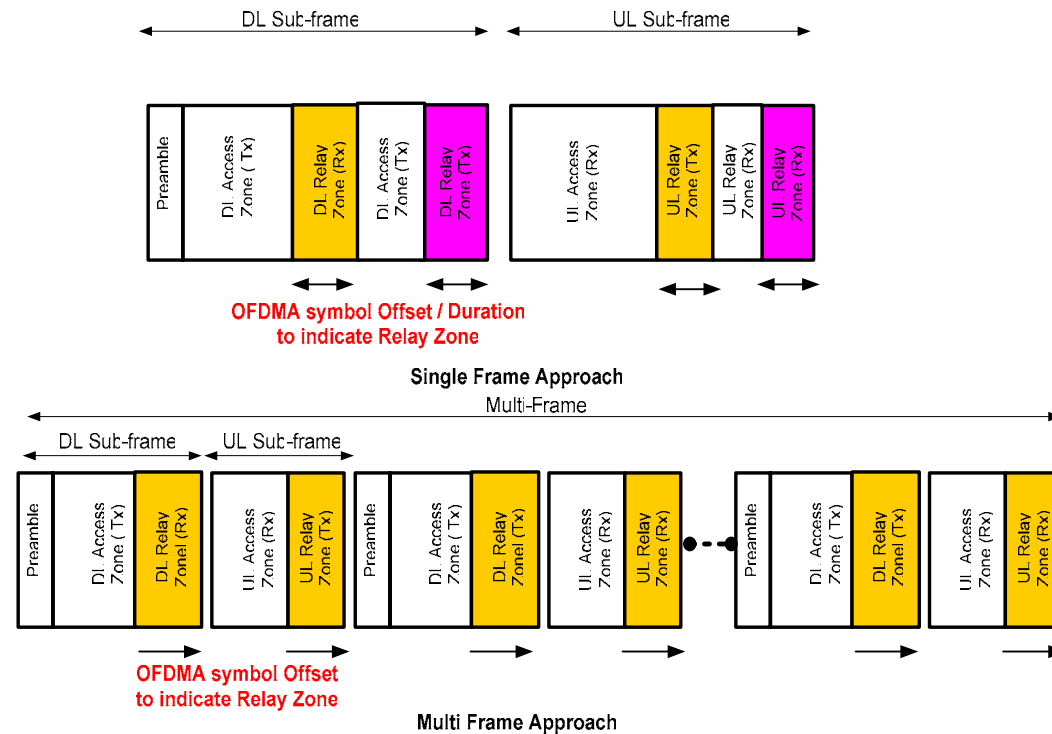 DL Sub-frame
UL Sub-frame
Preamble
DL Access
Zone ( Tx)
DL Relay
Zone (Rx)
DL Access
Zone (Tx)
DL Relay
Zone (Tx)
UL Access
Zone (Rx)
UL Relay
Zone (Tx)
UL Relay
Zone (Rx)
UL Relay
Zone (Rx)
OFDMA symbol Offset / Duration
to indicate Relay Zone
Single Frame Approach
Multi-Frame
DL Sub-frame
UL Sub-frame
Preamble
DL Access
Zone ( Tx)
DL Relay
Zonel (Rx)
UL Access
Zone (Rx)
UL Relay
Zone (Tx)
Preamble
DL Access
Zone ( Tx)
DL Relay
Zonel (Tx)
UL Access
Zone (Rx)
UL Relay
Zone (Rx)
Preamble
DL Access
Zone ( Tx)
DL Relay
Zonel (Tx)
UL Access
Zone (Rx)
UL Relay
Zone (Rx)
OFDMA symbol Offset
to indicate Relay Zone
Multi Frame Approach